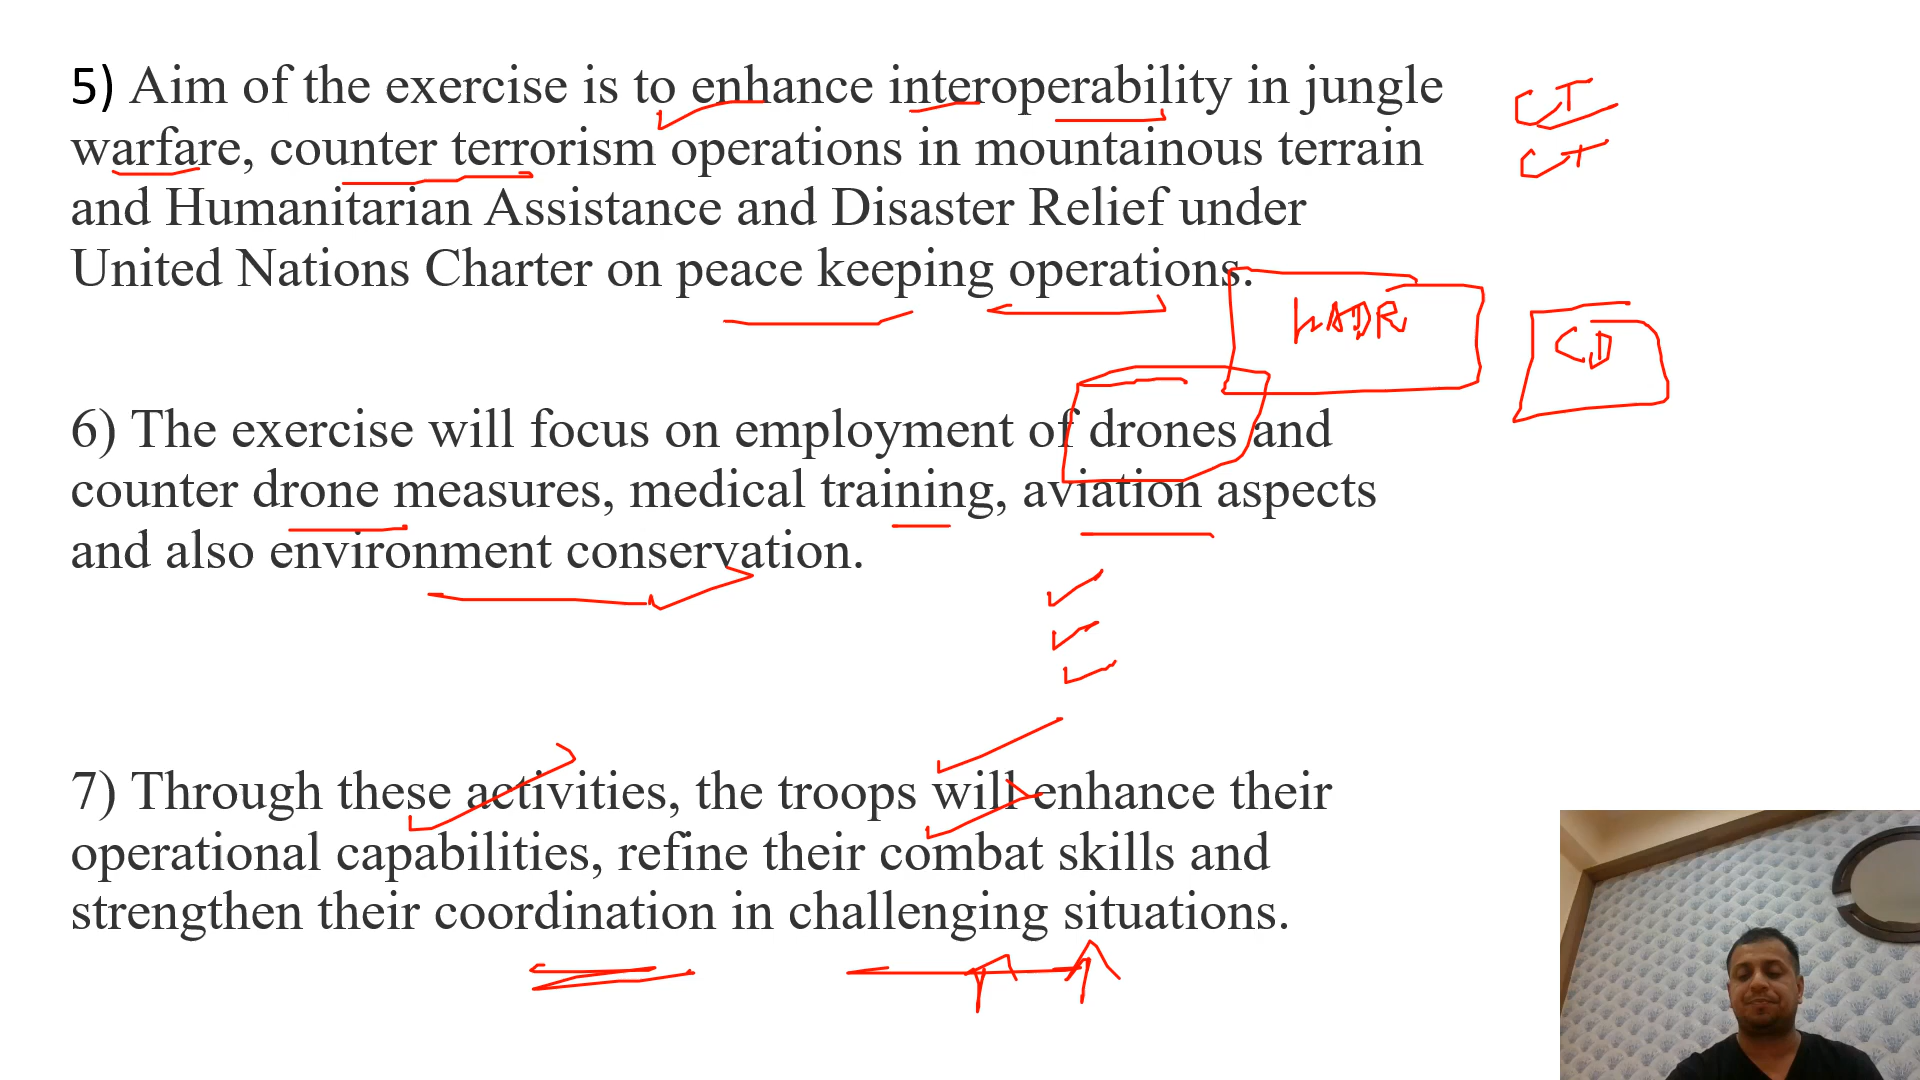 5) Aim of the exercise is to enhance interoperability in jungle
warfare, counter terrorism operations in mountainous terrain
and Humanitarian Assistance and Disaster Relief under
United Nations Charter on peace keeping operations.
CT
CT
HADR
CD
6) The exercise will focus on employment of drones and
counter drone measures, medical training, aviation aspects
and also environment conservation.
7) Through these activities, the troops will enhance their
operational capabilities, refine their combat skills and
strengthen their coordination in challenging situations.